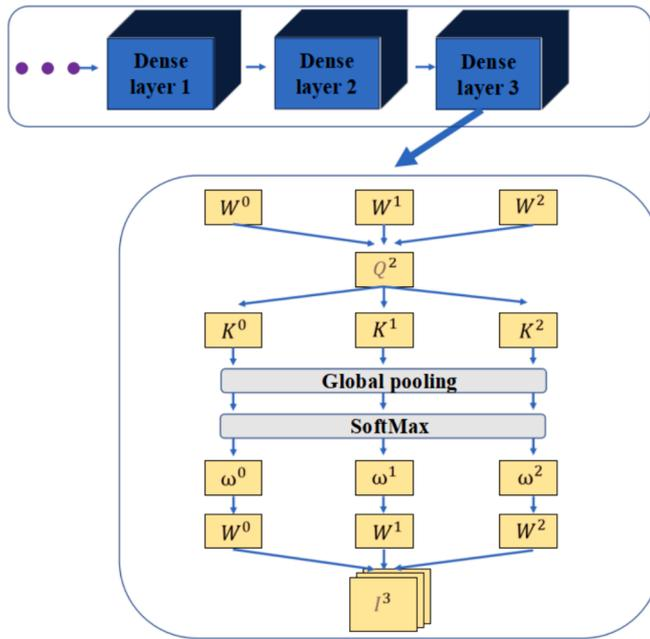 Dense layer 1
Dense layer 2
Dense layer 3
W⁰ W¹ W²
Q²
K⁰ K¹ K²
Global pooling
SoftMax
ω⁰ ω¹ ω²
W⁰ W¹ W²
I³